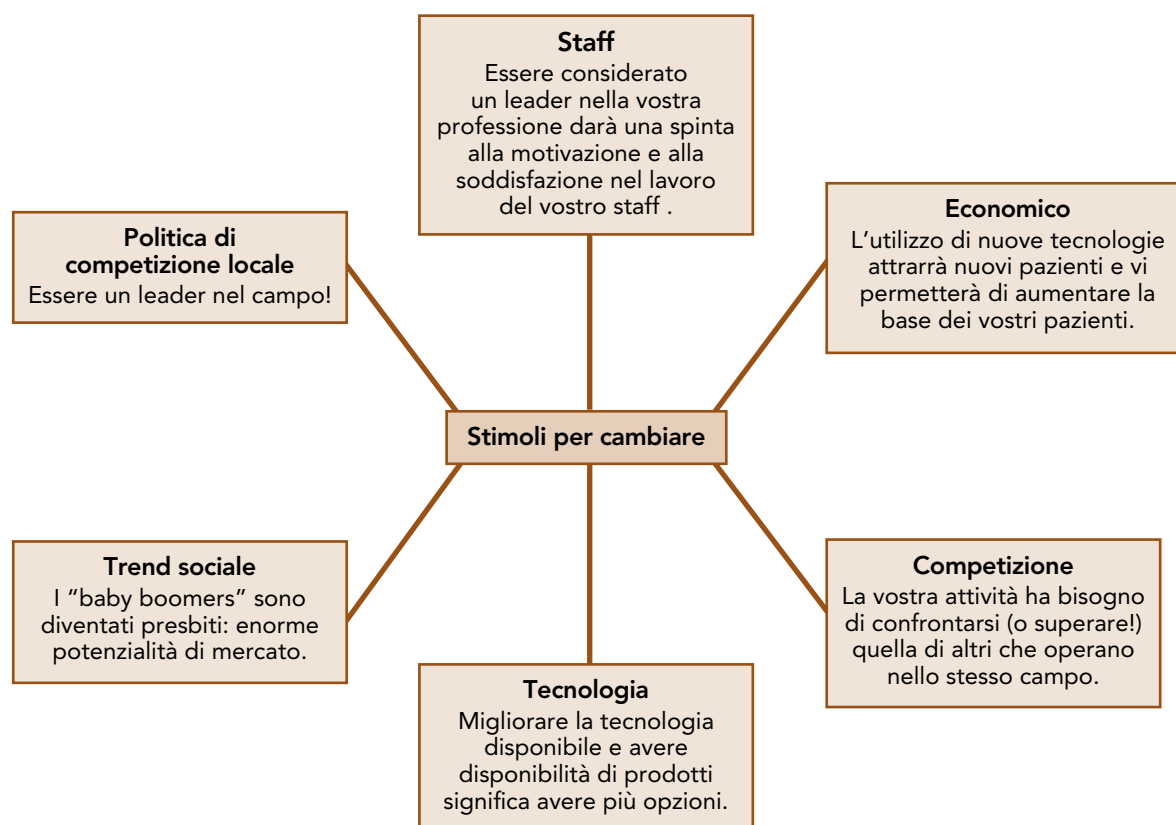 Staff
Essere considerato
un leader nella vostra
professione darà una spinta
alla motivazione e alla
soddisfazione nel lavoro
del vostro staff .
Politica di
competizione locale
Essere un leader nel campo!
Economico
L’utilizzo di nuove tecnologie
attrarrà nuovi pazienti e vi
permetterà di aumentare la
base dei vostri pazienti.
Stimoli per cambiare
Trend sociale
I “baby boomers” sono
diventati presbiti: enorme
potenzialità di mercato.
Competizione
La vostra attività ha bisogno
di confrontarsi (o superare!)
quella di altri che operano
nello stesso campo.
Tecnologia
Migliorare la tecnologia
disponibile e avere
disponibilità di prodotti
significa avere più opzioni.